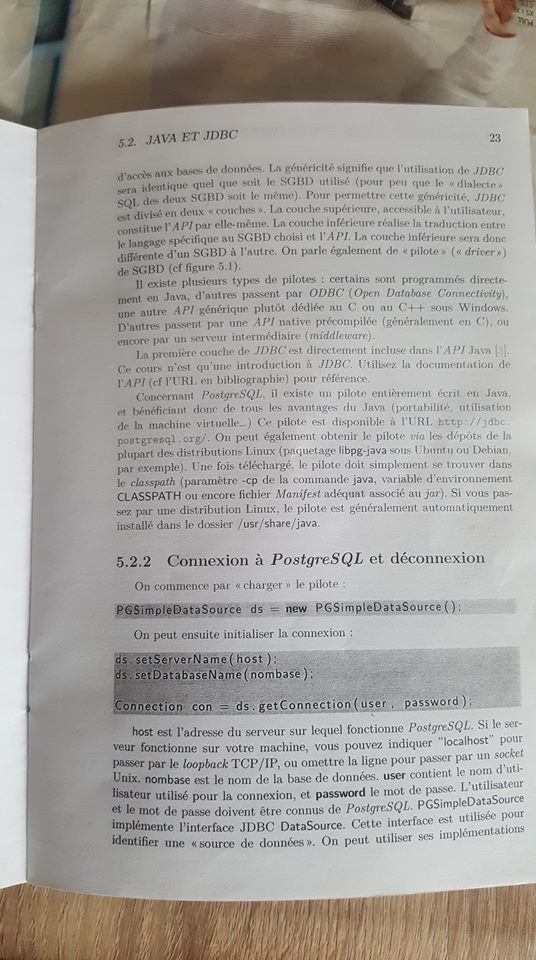 5.2. JAVA ET JDBC 23
d'accès aux bases de données. La généricité signifie que l'utilisation de JDBC
sera identique quel que soit le SGBD utilisé (pour peu que le « dialecte »
SQL des deux SGBD soit le même). Pour permettre cette généricité, JDBC
est divisé en deux « couches ». La couche supérieure, accessible à l'utilisateur,
constitue l'API par elle-même. La couche inférieure réalise la traduction entre
le langage spécifique au SGBD choisi et l'API. La couche inférieure sera donc
différente d'un SGBD à l'autre. On parle également de « pilote » (« driver »)
de SGBD (cf figure 5.1).
Il existe plusieurs types de pilotes : certains sont programmés directe-
ment en Java, d'autres passent par ODBC (Open Database Connectivity),
une autre API générique plutôt dédiée au C ou au C++ sous Windows.
D'autres passent par une API native précompilée (généralement en C), ou
encore par un serveur intermédiaire (middleware).
La première couche de JDBC est directement incluse dans l'API Java [3].
Ce cours n'est qu'une introduction à JDBC. Utilisez la documentation de
l'API (cf l'URL en bibliographie) pour référence.
Concernant PostgreSQL, il existe un pilote entièrement écrit en Java,
et bénéficiant donc de tous les avantages du Java (portabilité, utilisation
de la machine virtuelle...) Ce pilote est disponible à l'URL http://jdbc.
postgresql.org/. On peut également obtenir le pilote via les dépôts de la
plupart des distributions Linux (paquetage libpg-java sous Ubuntu ou Debian,
par exemple). Une fois téléchargé, le pilote doit simplement se trouver dans
le classpath (paramètre -cp de la commande java, variable d'environnement
CLASSPATH ou encore fichier Manifest adéquat associé au jar). Si vous pas-
sez par une distribution Linux, le pilote est généralement automatiquement
installé dans le dossier /usr/share/java.
5.2.2 Connexion à PostgreSQL et déconnexion
On commence par « charger » le pilote :
PGSimpleDataSource ds = new PGSimpleDataSource();
On peut ensuite initialiser la connexion :
ds.setServerName(host);
ds.setDatabaseName(nombase);
Connection con = ds.getConnection(user, password);
host est l'adresse du serveur sur lequel fonctionne PostgreSQL. Si le ser-
veur fonctionne sur votre machine, vous pouvez indiquer "localhost" pour
passer par le loopback TCP/IP, ou omettre la ligne pour passer par un socket
Unix. nombase est le nom de la base de données. user contient le nom d'uti-
lisateur utilisé pour la connexion, et password le mot de passe. L'utilisateur
et le mot de passe doivent être connus de PostgreSQL. PGSimpleDataSource
implémente l'interface JDBC DataSource. Cette interface est utilisée pour
identifier une « source de données ». On peut utiliser ses implémentations